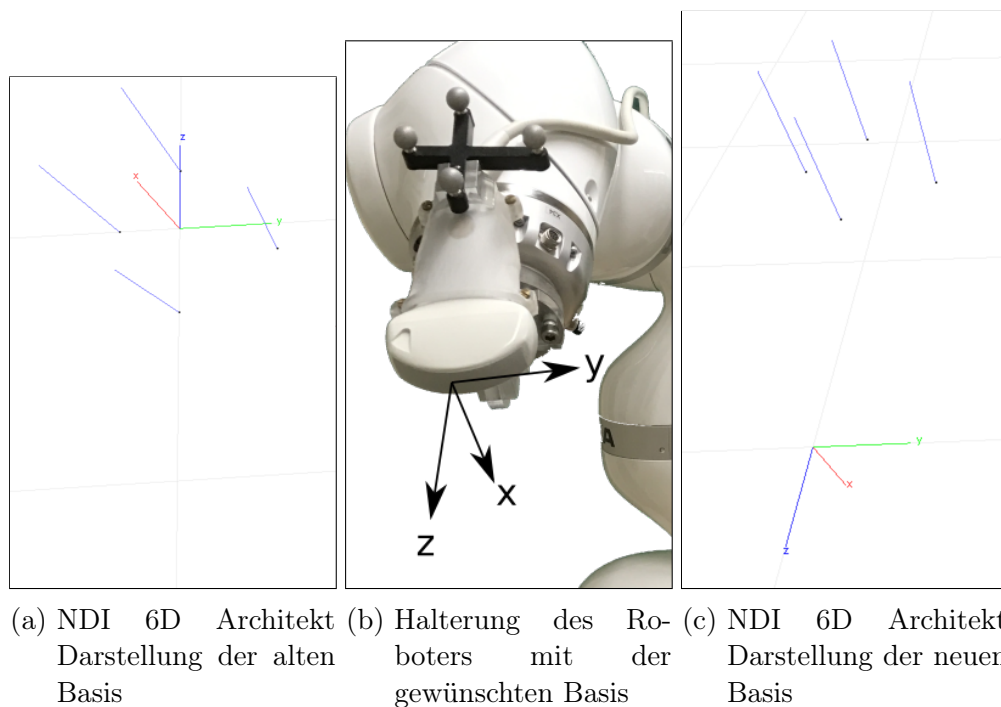 z
x
y
y
x
z
y
x
z
A
(a) NDI 6D Architekt
Darstellung der alten
Basis
(b) Halterung des Ro-
boters mit der
gewünschten Basis
(c) NDI 6D Architekt
Darstellung der neuen
Basis